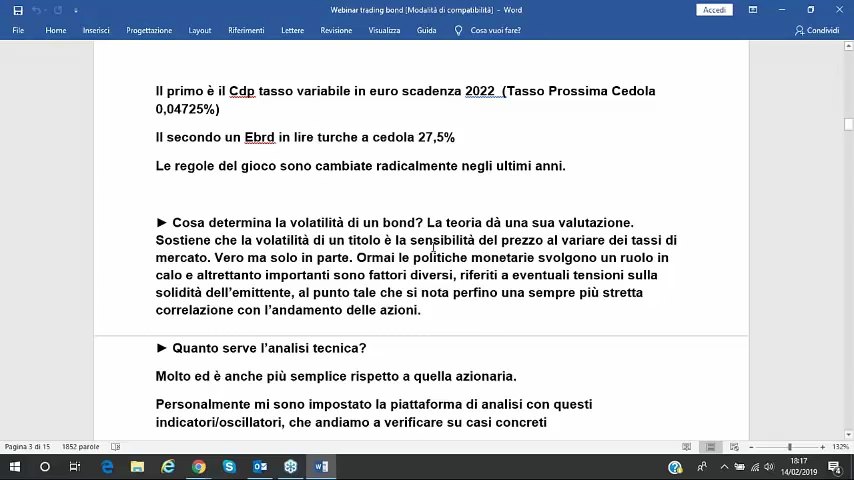 Webinar trading bond [Modalità di compatibilità] - Word
Accedi
File Home Inserisci Progettazione Layout Riferimenti Lettere Revisione Visualizza Guida Cosa vuoi fare? Condividi
Il primo è il Cdp tasso variabile in euro scadenza 2022 (Tasso Prossima Cedola
0,04725%)
Il secondo un Ebrd in lire turche a cedola 27,5%
Le regole del gioco sono cambiate radicalmente negli ultimi anni.
► Cosa determina la volatilità di un bond? La teoria dà una sua valutazione.
Sostiene che la volatilità di un titolo è la sensibilità del prezzo al variare dei tassi di
mercato. Vero ma solo in parte. Ormai le politiche monetarie svolgono un ruolo in
calo e altrettanto importanti sono fattori diversi, riferiti a eventuali tensioni sulla
solidità dell'emittente, al punto tale che si nota perfino una sempre più stretta
correlazione con l'andamento delle azioni.
► Quanto serve l'analisi tecnica?
Molto ed è anche più semplice rispetto a quella azionaria.
Personalmente mi sono impostato la piattaforma di analisi con questi
indicatori/oscillatori, che andiamo a verificare su casi concreti
Pagina 3 di 15 1852 parole 132%
18:17
14/02/2019
4